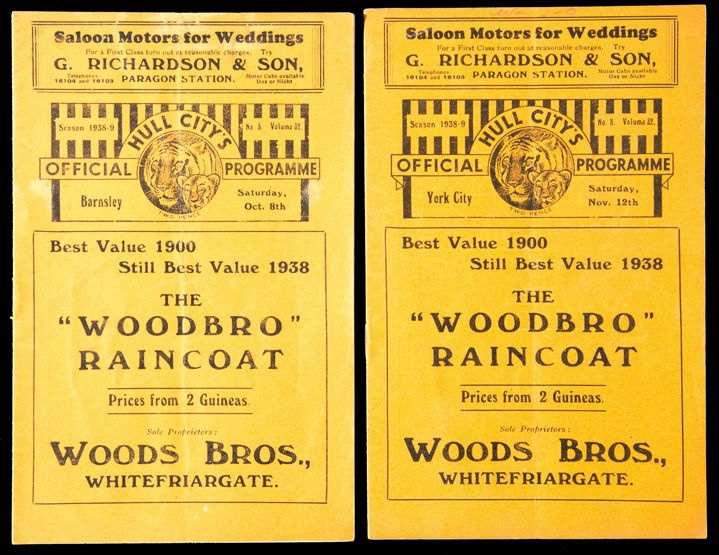 Saloon Motors for Weddings
For a First Class turn out at reasonable charges. Try
G. RICHARDSON & SON,
Telephones 16104 and 16105
PARAGON STATION.
Motor Cabs available Day or Night
Season 1938-9
HULL CITY'S
No 5. Volume 32.
OFFICIAL PROGRAMME
Barnsley
Saturday, Oct. 8th
TWO PENCE
Best Value 1900
Still Best Value 1938
THE
"WOODBRO"
RAINCOAT
Prices from 2 Guineas.
Sole Proprietors:
WOODS BROS.,
WHITEFRIARGATE.
Saloon Motors for Weddings
For a First Class turn out at reasonable charges. Try
G. RICHARDSON & SON,
Telephones 16104 and 16105
PARAGON STATION.
Motor Cabs available Day or Night
Season 1938-9
HULL CITY'S
No. 8. Volume 32.
OFFICIAL PROGRAMME
York City
Saturday, Nov. 12th
TWO PENCE
Best Value 1900
Still Best Value 1938
THE
"WOODBRO"
RAINCOAT
Prices from 2 Guineas.
Sole Proprietors:
WOODS BROS.,
WHITEFRIARGATE.